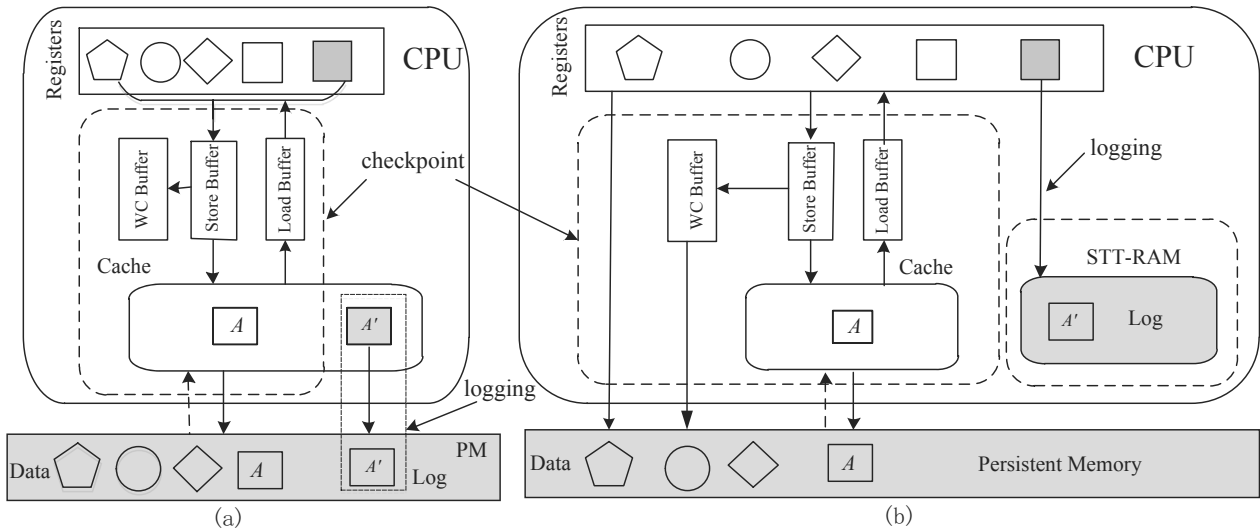 Registers
CPU
WC Buffer
Store Buffer
Load Buffer
checkpoint
Cache
A
A'
logging
PM
Data
A
A'
Log
(a)
Registers
CPU
logging
WC Buffer
Store Buffer
Load Buffer
Cache
STT-RAM
A
A'
Log
Data
A
Persistent Memory
(b)